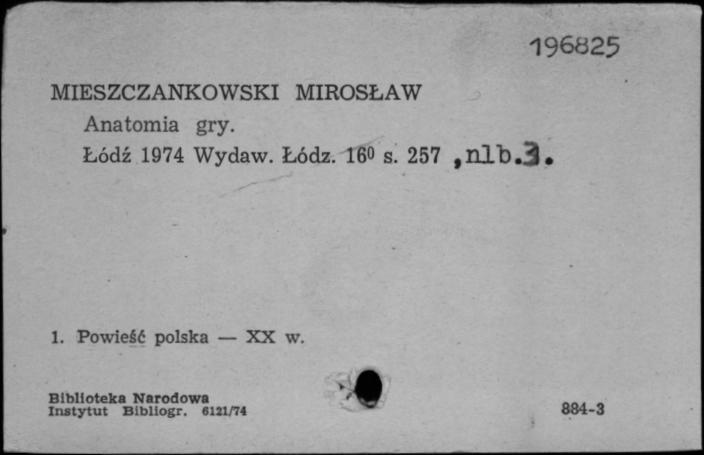 196825
MIESZCZANKOWSKI MIROSŁAW
Anatomia gry.
Łódź 1974 Wydaw. Łódz. 16⁰ s. 257 ,nlb.3.
1. Powieść polska — XX w.
Biblioteka Narodowa
Instytut Bibliogr. 6121/74
884-3